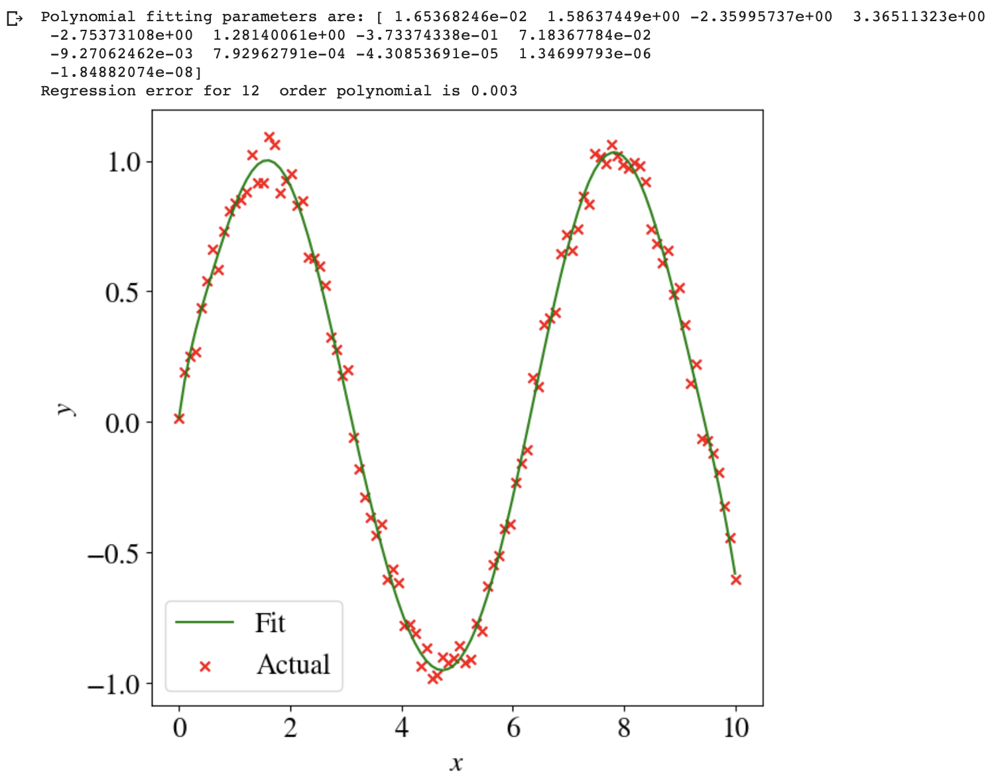 Polynomial fitting parameters are: [ 1.65368246e-02  1.58637449e+00 -2.35995737e+00  3.36511323e+00
-2.75373108e+00  1.28140061e+00 -3.73374338e-01  7.18367784e-02
-9.27062462e-03  7.92962791e-04 -4.30853691e-05  1.34699793e-06
-1.84882074e-08]
Regression error for 12  order polynomial is 0.003
1.0
0.5
0.0
−0.5
−1.0
y
Fit
Actual
0 2 4 6 8 10
x